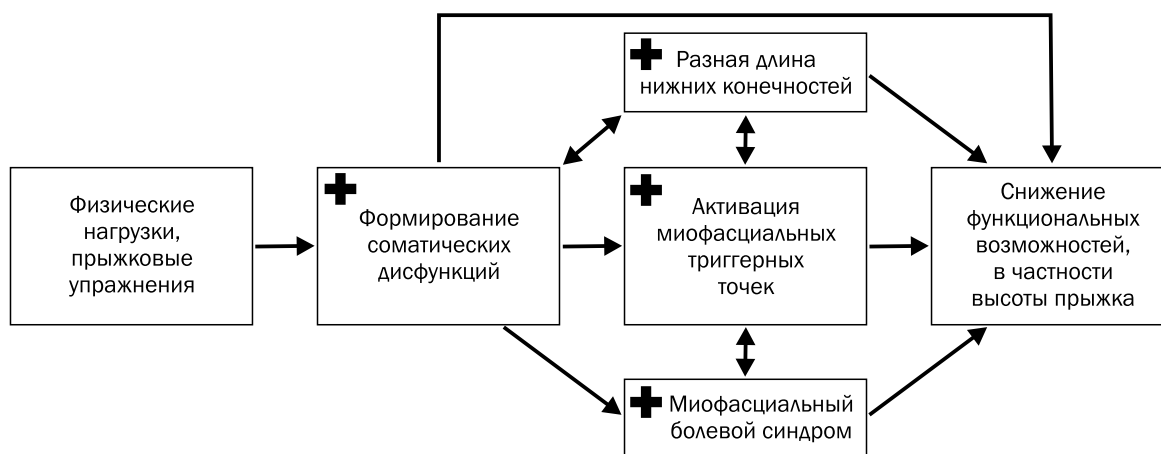 Физические
нагрузки,
прыжковые
упражнения
Формирование
соматических
дисфункций
Разная длина
нижних конечностей
Активация
миофасциальных
триггерных
точек
Миофасциальный
болевой синдром
Снижение
функциональных
возможностей,
в частности
высоты прыжка